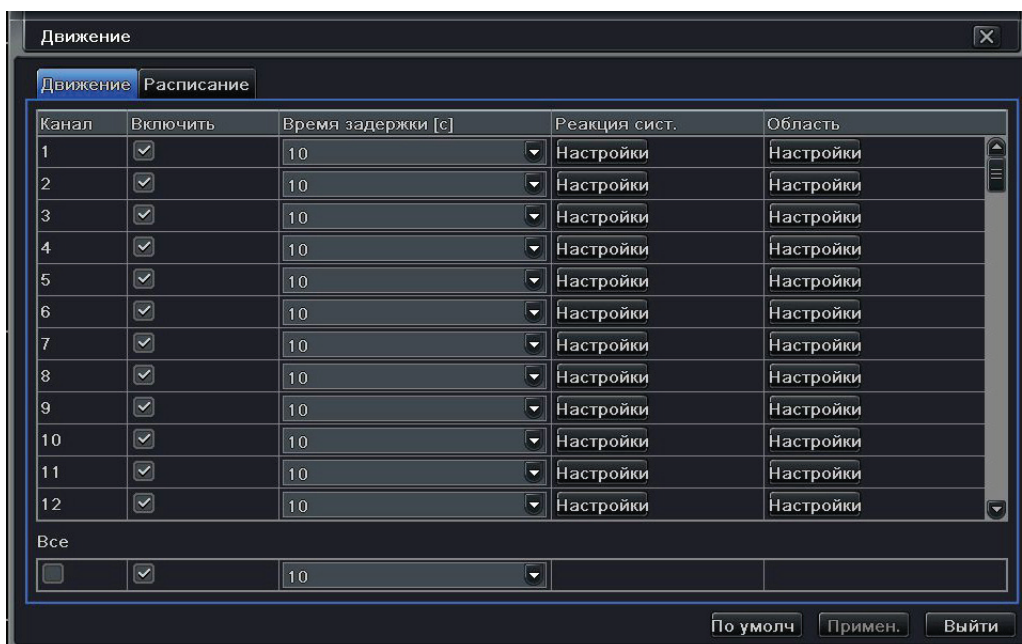 Движение
Движение Расписание
Канал Включить Время задержки [с] Реакция сист. Область
1 10 Настройки Настройки
2 10 Настройки Настройки
3 10 Настройки Настройки
4 10 Настройки Настройки
5 10 Настройки Настройки
6 10 Настройки Настройки
7 10 Настройки Настройки
8 10 Настройки Настройки
9 10 Настройки Настройки
10 10 Настройки Настройки
11 10 Настройки Настройки
12 10 Настройки Настройки
Все
10
По умолч Примен. Выйти